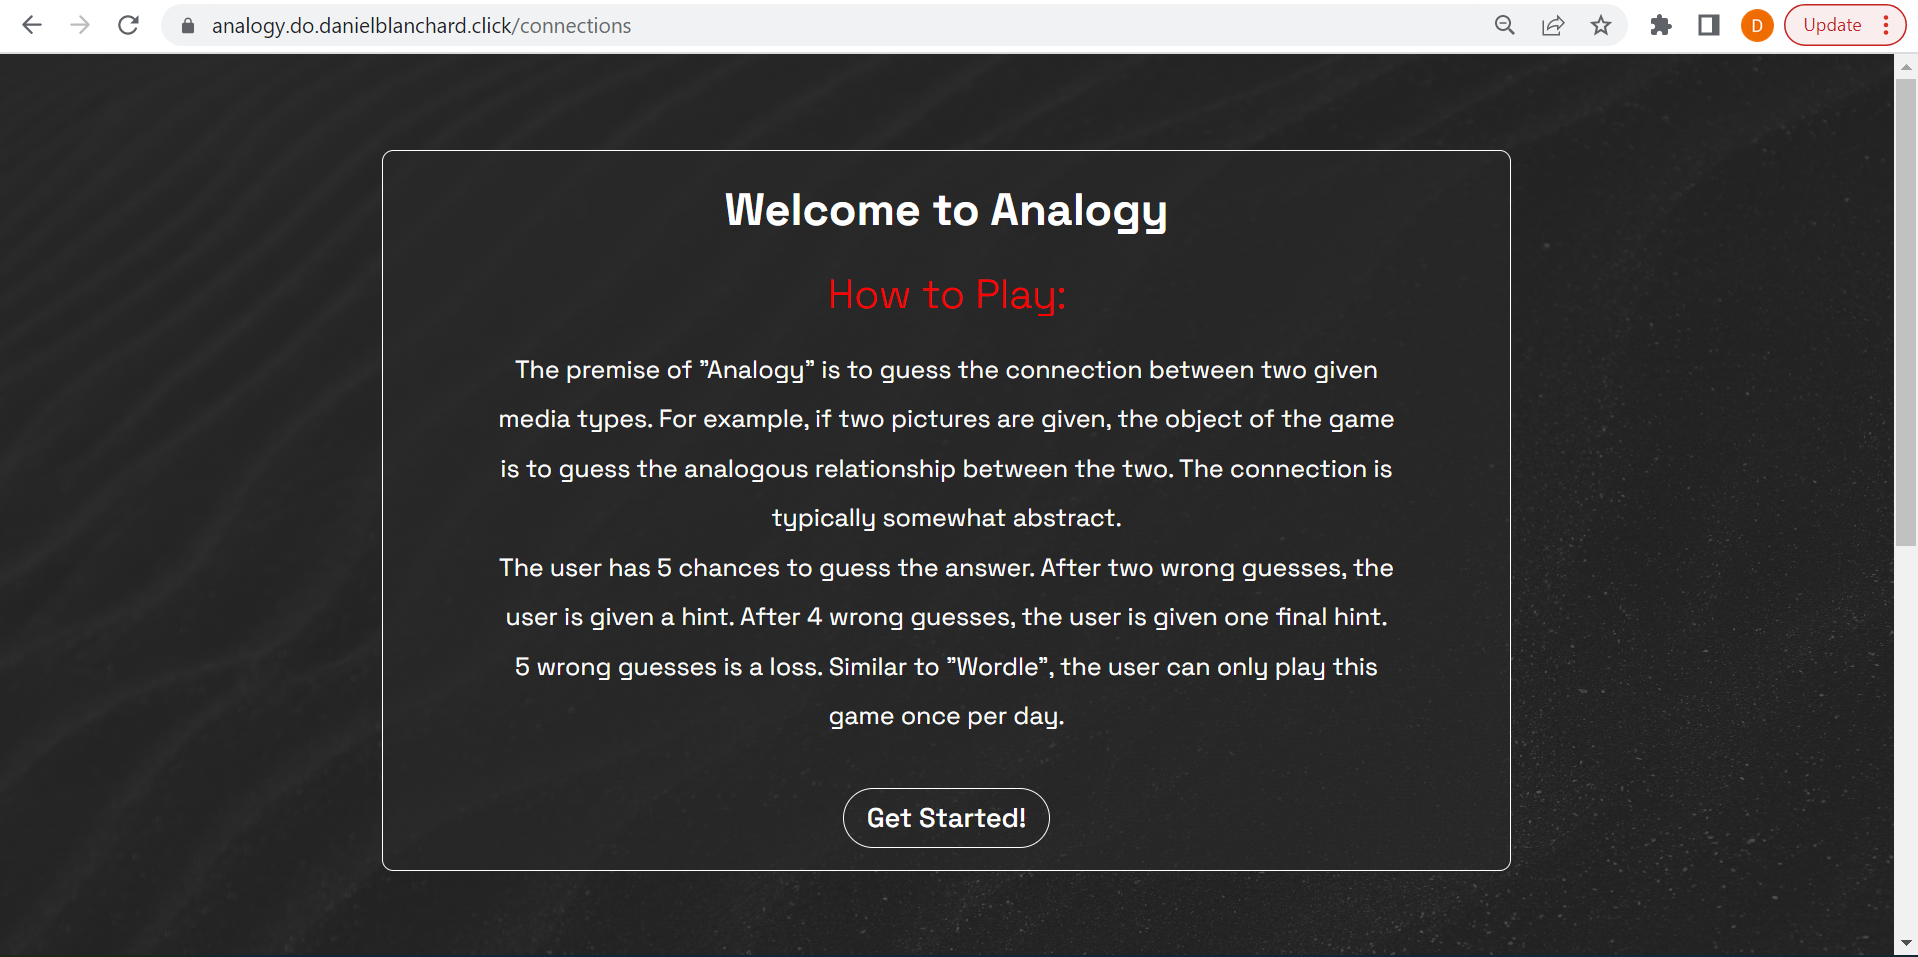 analogy.do.danielblanchard.click/connections
D
Update
Welcome to Analogy
How to Play:
The premise of "Analogy" is to guess the connection between two given
media types. For example, if two pictures are given, the object of the game
is to guess the analogous relationship between the two. The connection is
typically somewhat abstract.
The user has 5 chances to guess the answer. After two wrong guesses, the
user is given a hint. After 4 wrong guesses, the user is given one final hint.
5 wrong guesses is a loss. Similar to "Wordle", the user can only play this
game once per day.
Get Started!